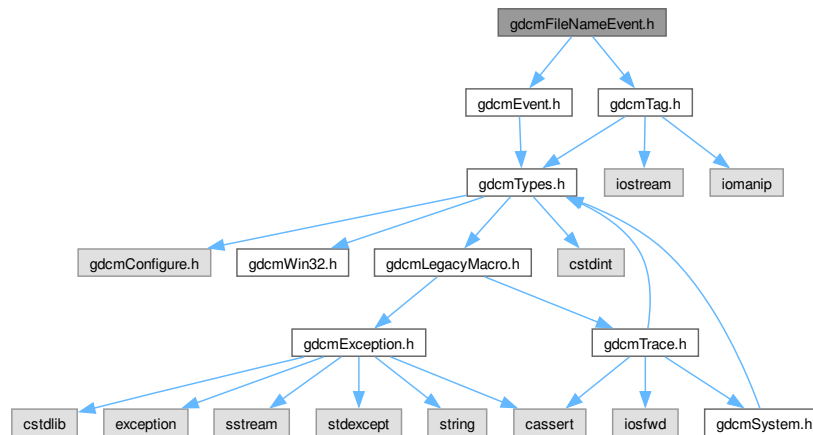 gdcmFileNameEvent.h
gdcmEvent.h
gdcmTag.h
gdcmTypes.h
iostream
iomanip
gdcmConfigure.h
gdcmWin32.h
gdcmLegacyMacro.h
cstdint
gdcmException.h
gdcmTrace.h
cstdlib
exception
sstream
stdexcept
string
cassert
iosfwd
gdcmSystem.h